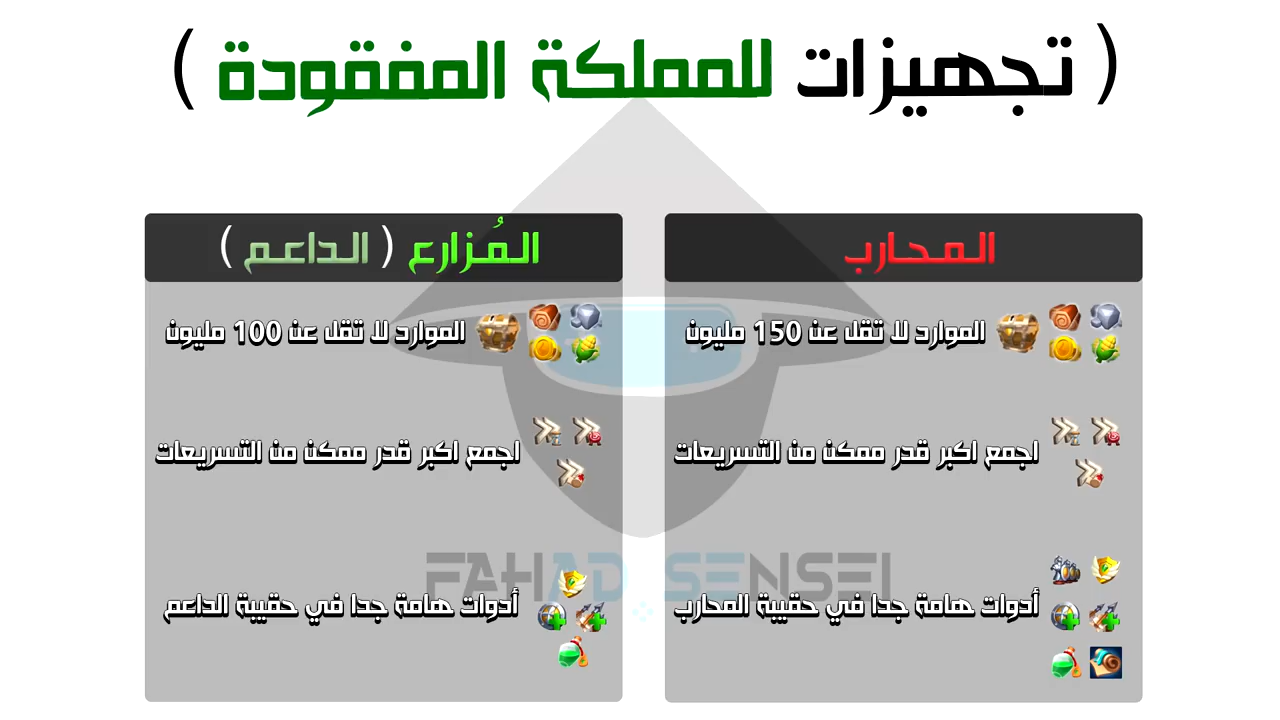 ( تجهيزات للمملكة المفقودة )
المحارب
الموارد لا تقل عن 150 مليون
اجمع اكبر قدر ممكن من التسريعات
أدوات هامة جدا في حقيبة المحارب
المُزارع ( الداعم )
الموارد لا تقل عن 100 مليون
اجمع اكبر قدر ممكن من التسريعات
أدوات هامة جدا في حقيبة الداعم
FAHAD SENSEI